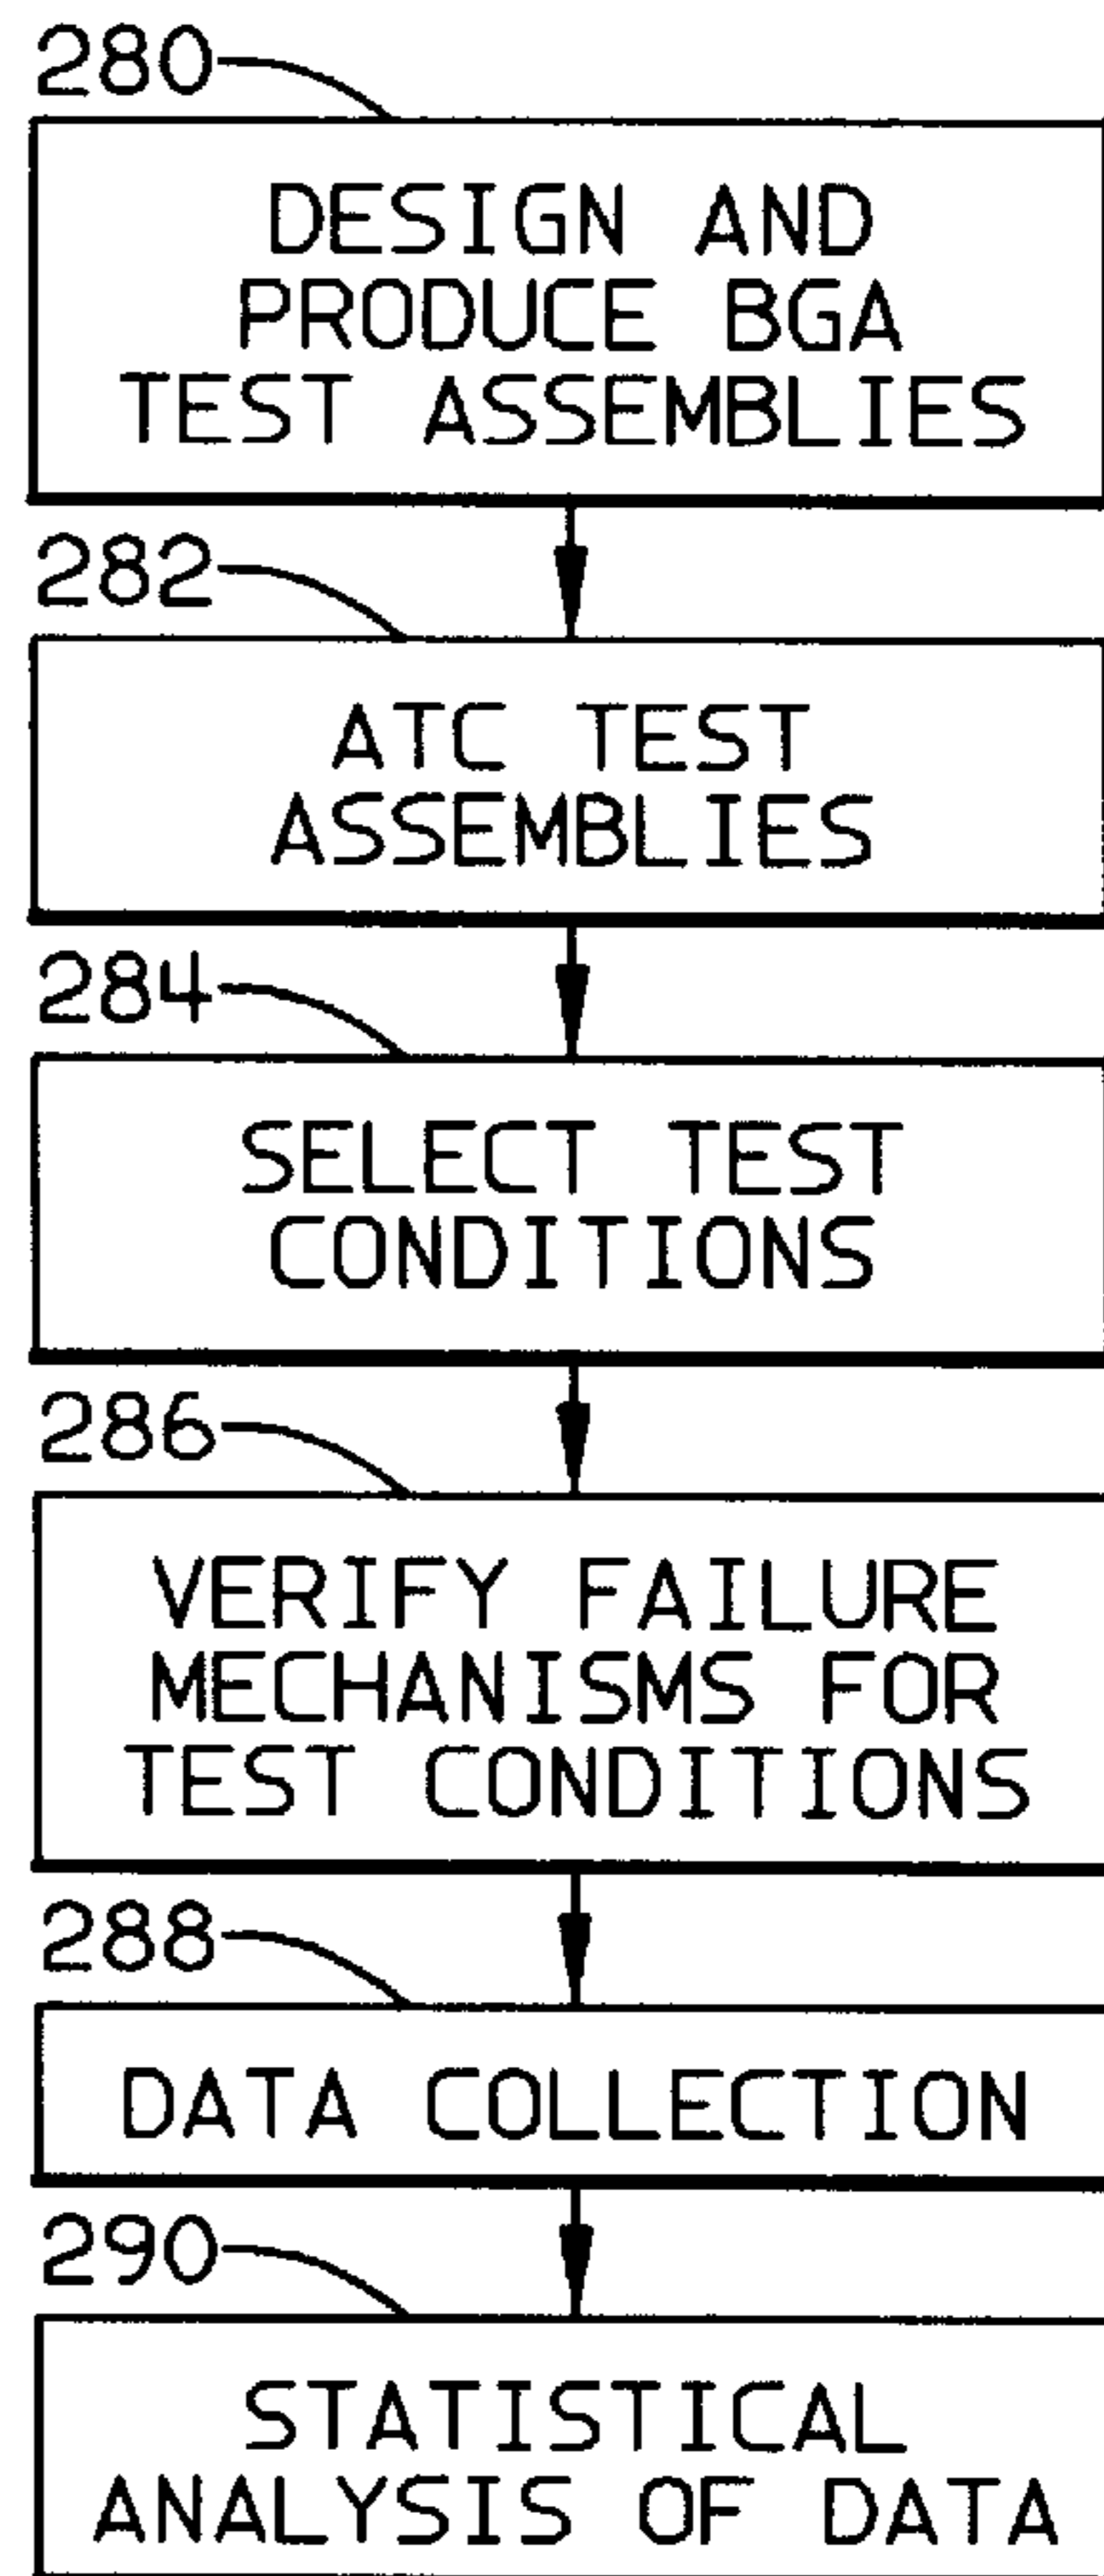 280
DESIGN AND
PRODUCE BGA
TEST ASSEMBLIES
282
ATC TEST
ASSEMBLIES
284
SELECT TEST
CONDITIONS
286
VERIFY FAILURE
MECHANISMS FOR
TEST CONDITIONS
288
DATA COLLECTION
290
STATISTICAL
ANALYSIS OF DATA